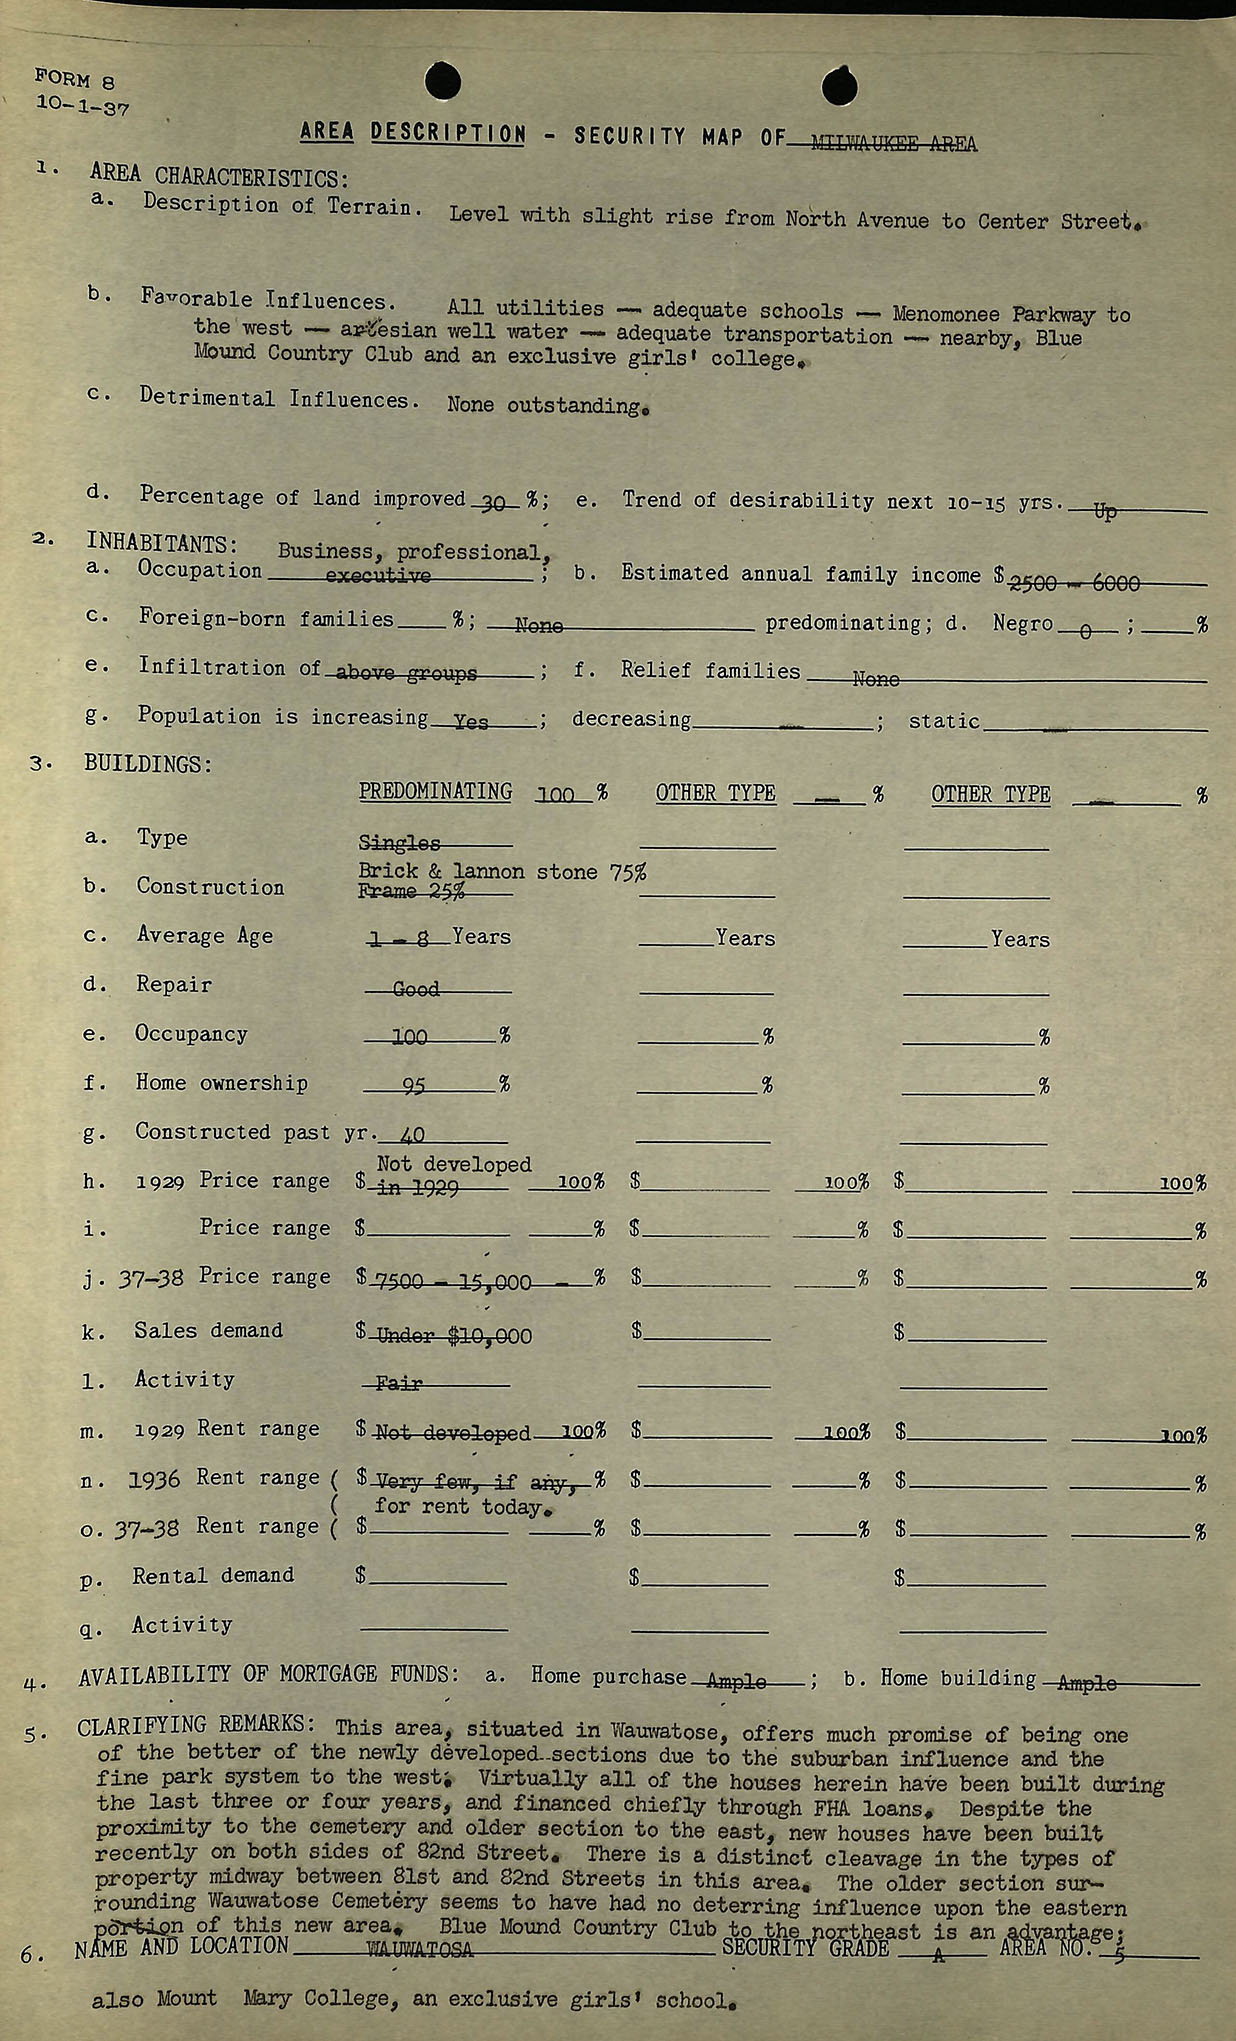 FORM 8
10-1-37
AREA DESCRIPTION - SECURITY MAP OF MILWAUKEE AREA
1. AREA CHARACTERISTICS:
a. Description of Terrain. Level with slight rise from North Avenue to Center Street.
b. Favorable Influences. All utilities — adequate schools — Menomonee Parkway to
the west — artesian well water — adequate transportation — nearby, Blue
Mound Country Club and an exclusive girls' college.
c. Detrimental Influences. None outstanding.
d. Percentage of land improved 30 %; e. Trend of desirability next 10-15 yrs. Up
2. INHABITANTS: Business, professional,
a. Occupation executive ; b. Estimated annual family income $ 2500 - 6000
c. Foreign-born families %; None predominating; d. Negro 0 ; %
e. Infiltration of above groups ; f. Relief families None
g. Population is increasing Yes ; decreasing — ; static —
3. BUILDINGS:
PREDOMINATING 100 % OTHER TYPE — % OTHER TYPE — %
a. Type Singles
Brick & lannon stone 75%
b. Construction Frame 25%
c. Average Age 1 - 8 Years Years Years
d. Repair Good
e. Occupancy 100 % % %
f. Home ownership 95 % % %
g. Constructed past yr. 40
Not developed
h. 1929 Price range $ in 1929 100% $ 100% $ 100%
i. Price range $ % $ % $ %
j. 37-38 Price range $ 7500 - 15,000 - % $ % $ %
k. Sales demand $ Under $10,000 $ $
l. Activity Fair
m. 1929 Rent range $ Not developed 100% $ 100% $ 100%
n. 1936 Rent range ( $ Very few, if any, % $ % $ %
( for rent today.
o. 37-38 Rent range ( $ % $ % $ %
p. Rental demand $ $ $
q. Activity
4. AVAILABILITY OF MORTGAGE FUNDS: a. Home purchase Ample ; b. Home building Ample
5. CLARIFYING REMARKS: This area, situated in Wauwatose, offers much promise of being one
of the better of the newly developed sections due to the suburban influence and the
fine park system to the west. Virtually all of the houses herein have been built during
the last three or four years, and financed chiefly through FHA loans. Despite the
proximity to the cemetery and older section to the east, new houses have been built
recently on both sides of 82nd Street. There is a distinct cleavage in the types of
property midway between 81st and 82nd Streets in this area. The older section sur-
rounding Wauwatose Cemetery seems to have had no deterring influence upon the eastern
portion of this new area. Blue Mound Country Club to the northeast is an advantage;
6. NAME AND LOCATION WAUWATOSA SECURITY GRADE A AREA NO. 5
also Mount Mary College, an exclusive girls' school.